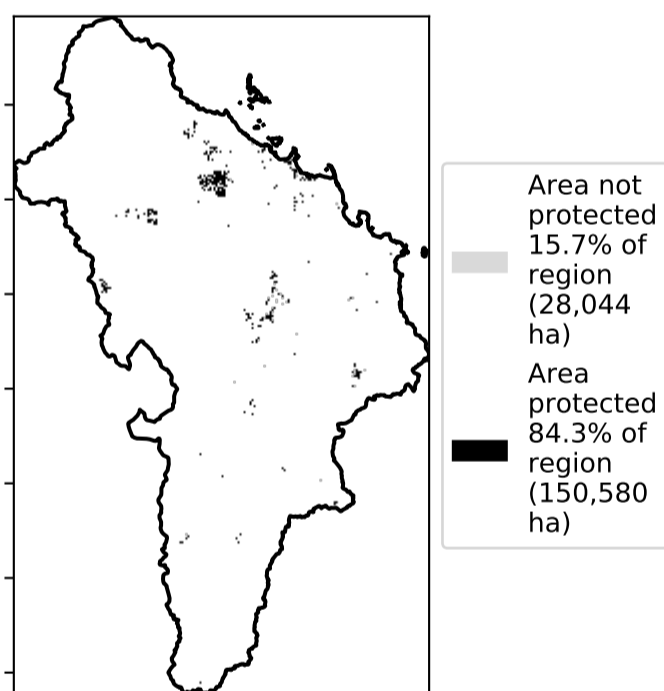 Area not
protected
15.7% of
region
(28,044
ha)
Area
protected
84.3% of
region
(150,580
ha)